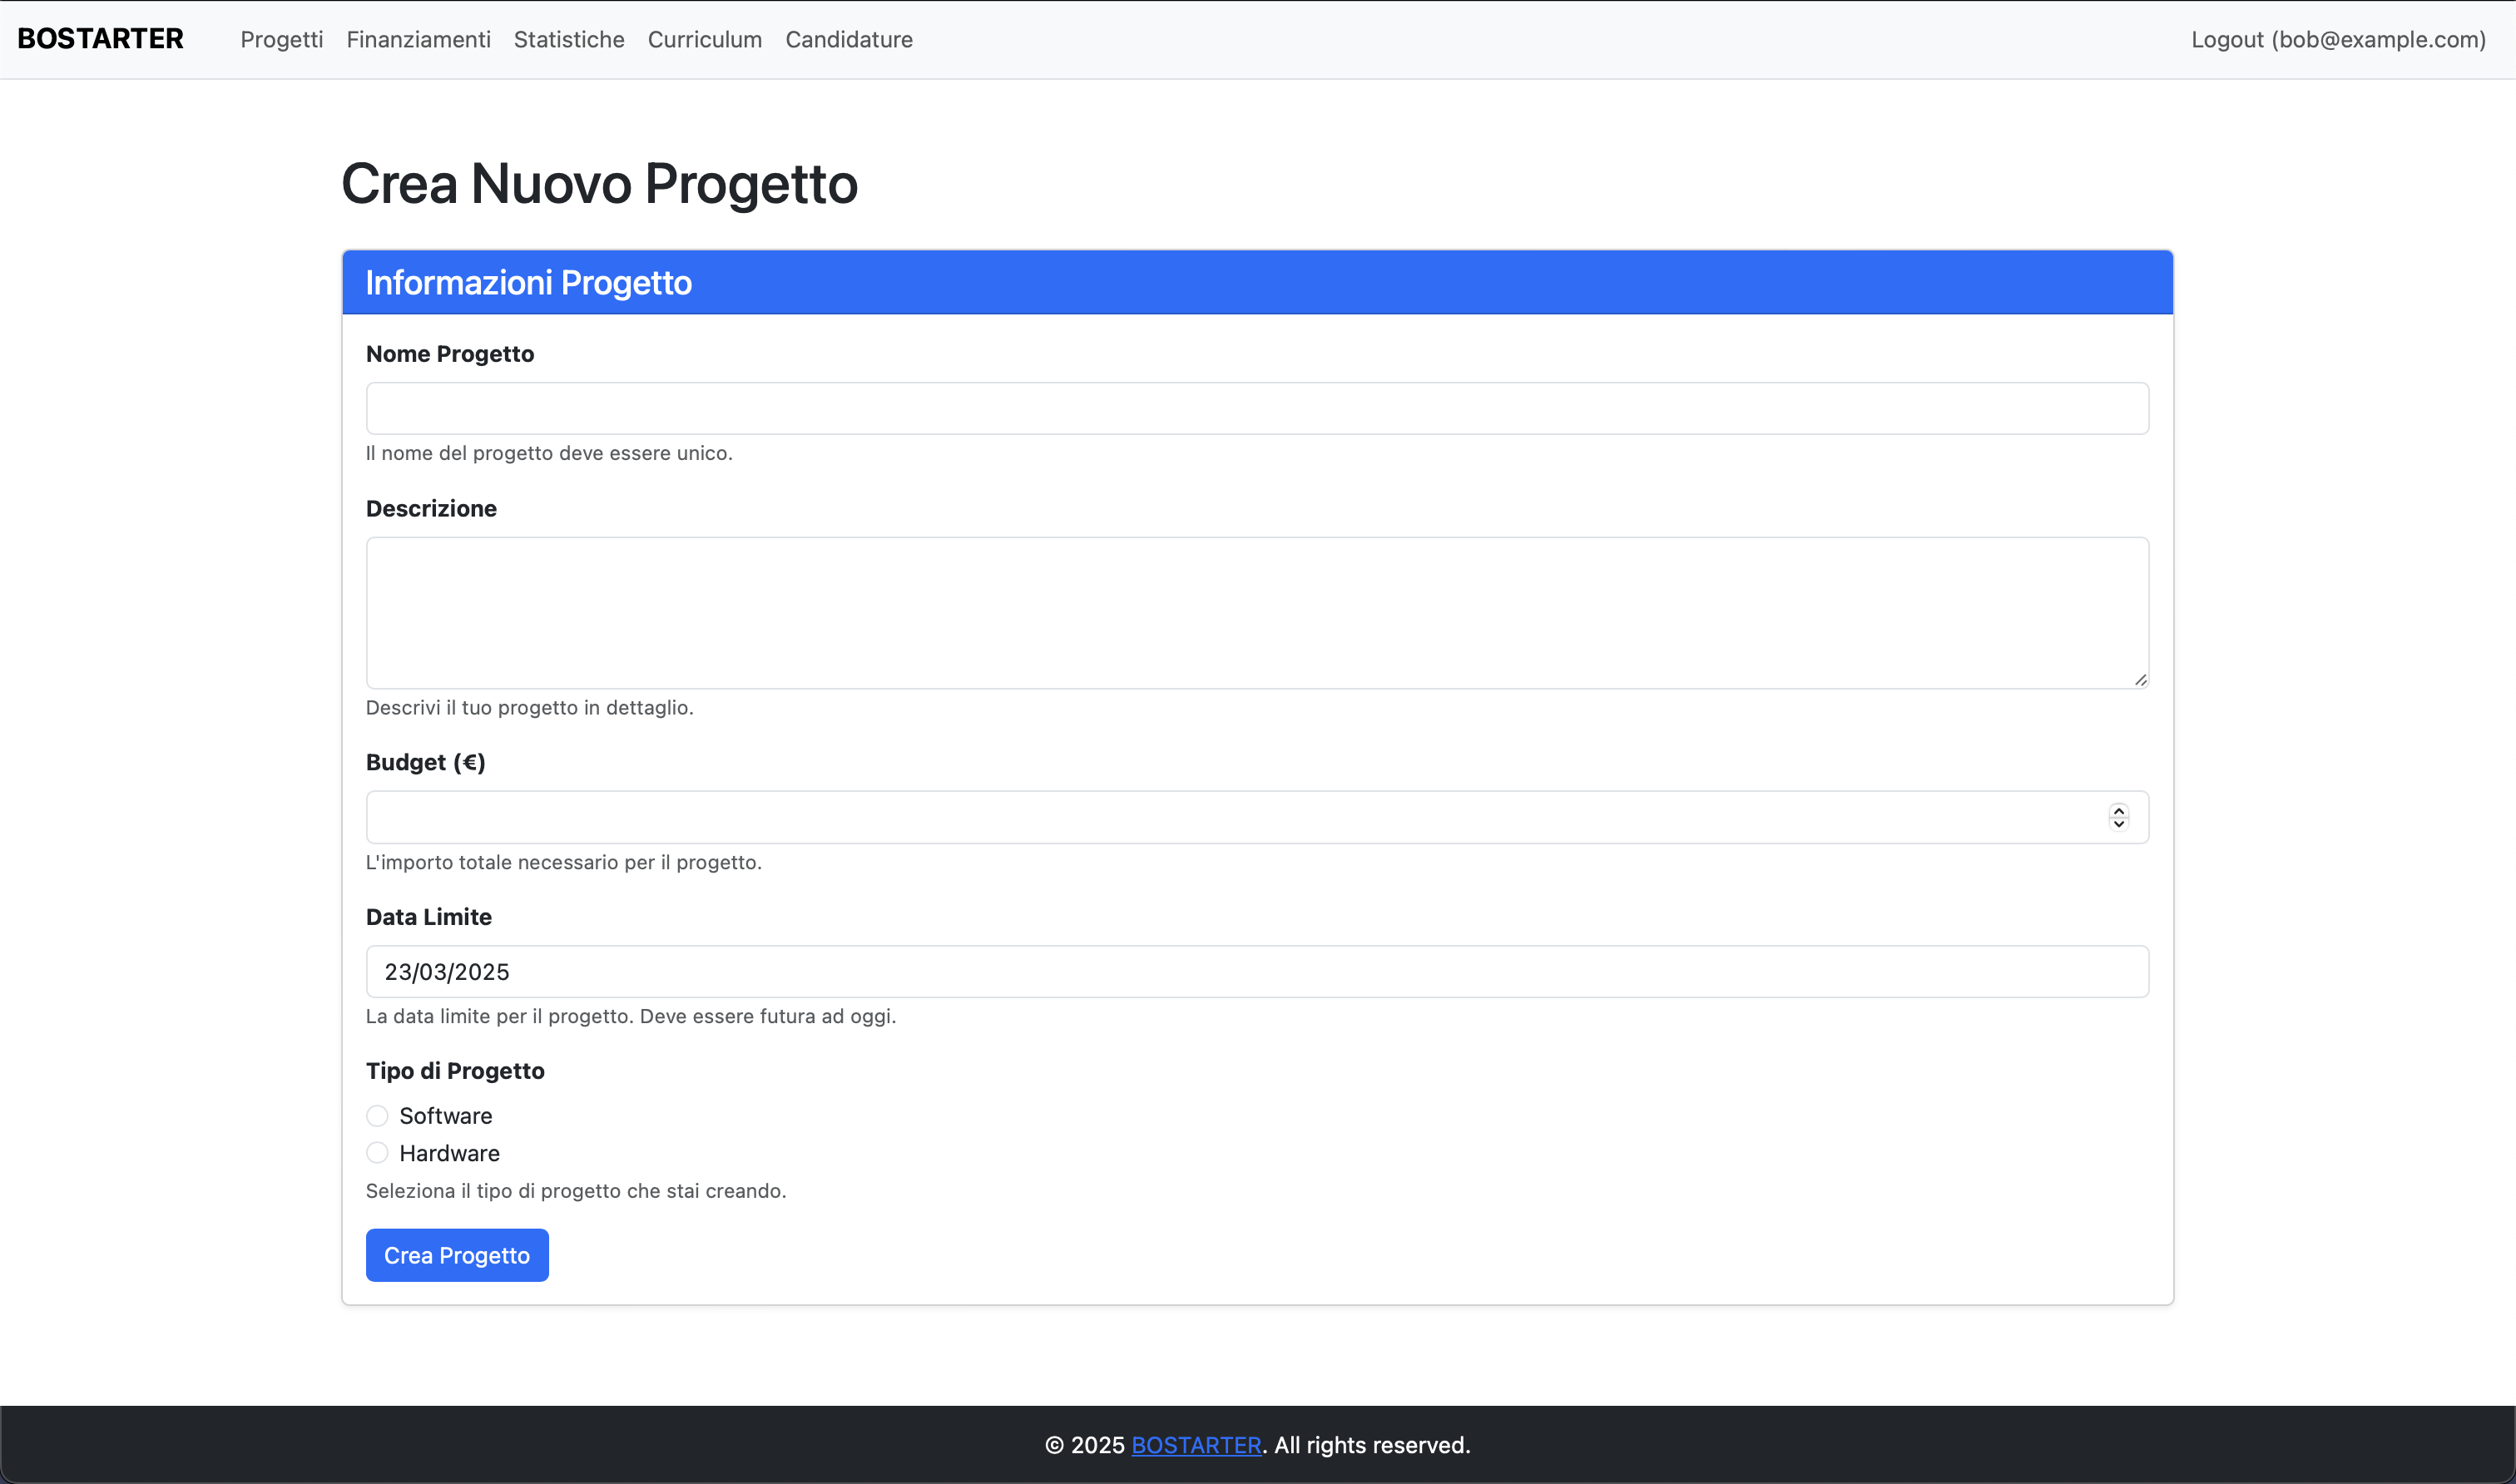 BOSTARTER Progetti Finanziamenti Statistiche Curriculum Candidature Logout (bob@example.com)
Crea Nuovo Progetto
Informazioni Progetto
Nome Progetto
Il nome del progetto deve essere unico.
Descrizione
Descrivi il tuo progetto in dettaglio.
Budget (€)
L'importo totale necessario per il progetto.
Data Limite
23/03/2025
La data limite per il progetto. Deve essere futura ad oggi.
Tipo di Progetto
Software
Hardware
Seleziona il tipo di progetto che stai creando.
Crea Progetto
© 2025 BOSTARTER. All rights reserved.